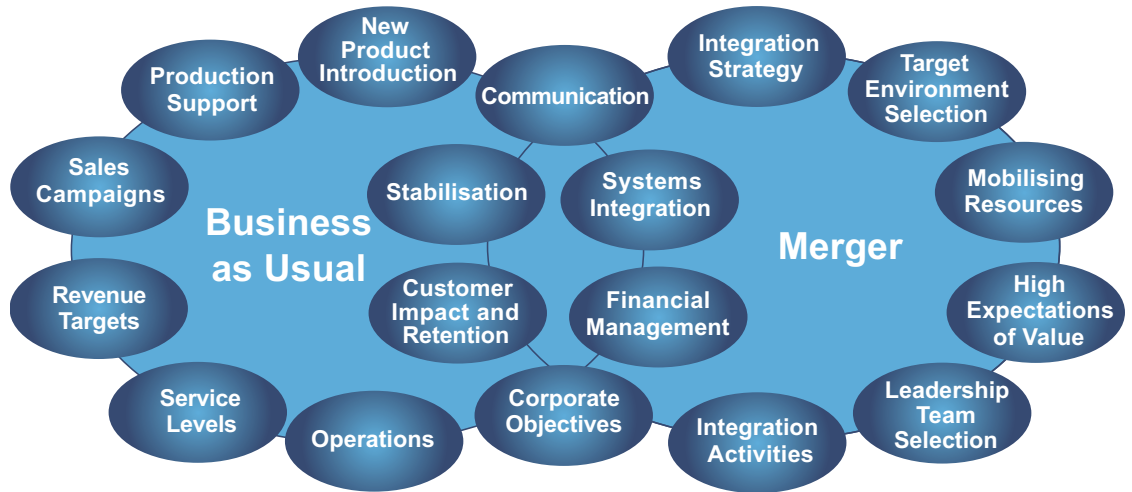 New
Product
Introduction
Production
Support
Sales
Campaigns
Revenue
Targets
Service
Levels
Operations
Business
as Usual
Communication
Stabilisation
Systems
Integration
Customer
Impact and
Retention
Financial
Management
Corporate
Objectives
Merger
Integration
Strategy
Target
Environment
Selection
Mobilising
Resources
High
Expectations
of Value
Leadership
Team
Selection
Integration
Activities